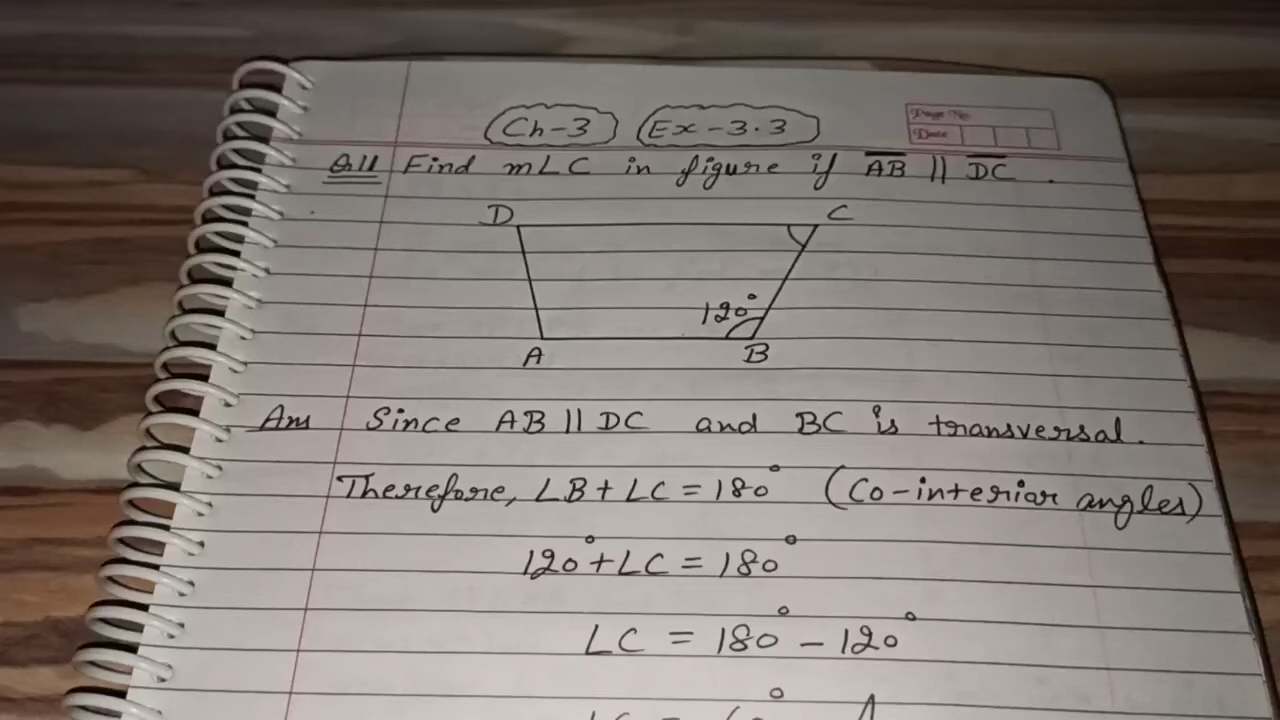 Ch-3 Ex-3.3
Page No.
Date
Q.11 Find m∠C in figure if AB || DC .
D C
120°
A B
Ans Since AB || DC and BC is transversal.
Therefore, ∠B + ∠C = 180° (Co-interior angles)
120° + ∠C = 180°
∠C = 180° - 120°